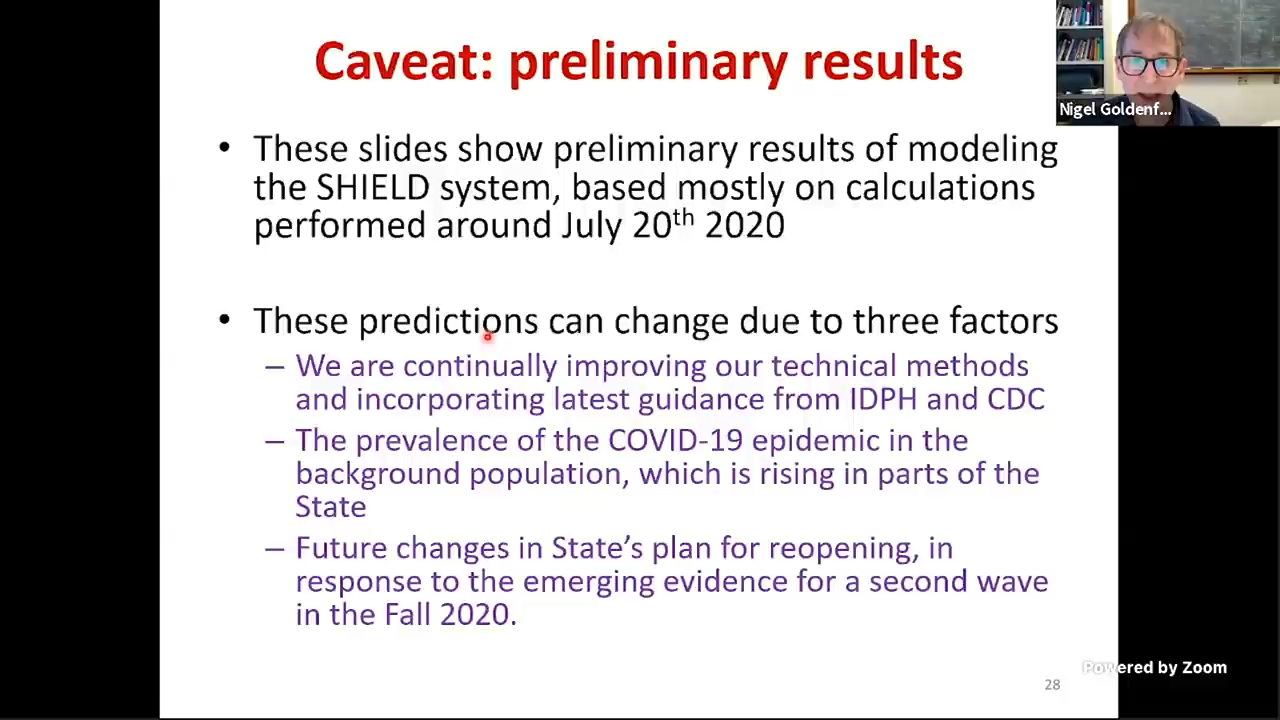 Caveat: preliminary results
Nigel Goldenf...
• These slides show preliminary results of modeling
the SHIELD system, based mostly on calculations
performed around July 20th 2020
• These predictions can change due to three factors
– We are continually improving our technical methods
and incorporating latest guidance from IDPH and CDC
– The prevalence of the COVID-19 epidemic in the
background population, which is rising in parts of the
State
– Future changes in State’s plan for reopening, in
response to the emerging evidence for a second wave
in the Fall 2020.
Powered by Zoom
28